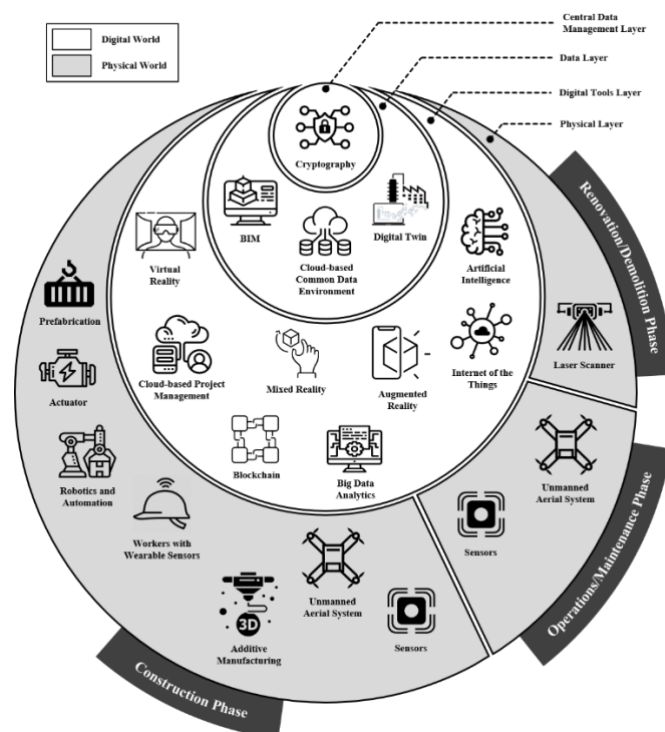 Digital World
Physical World
Central Data
Management Layer
Data Layer
Digital Tools Layer
Physical Layer
Cryptography
BIM
Cloud-based
Common Data
Environment
Digital Twin
Virtual
Reality
Artificial
Intelligence
Cloud-based Project
Management
Mixed Reality
Augmented
Reality
Internet of the
Things
Blockchain
Big Data
Analytics
Prefabrication
Actuator
Robotics and
Automation
Workers with
Wearable Sensors
3D
Additive
Manufacturing
Unmanned
Aerial System
Sensors
Construction Phase
Sensors
Unmanned
Aerial System
Operations/Maintenance Phase
Laser Scanner
Renovation/Demolition Phase